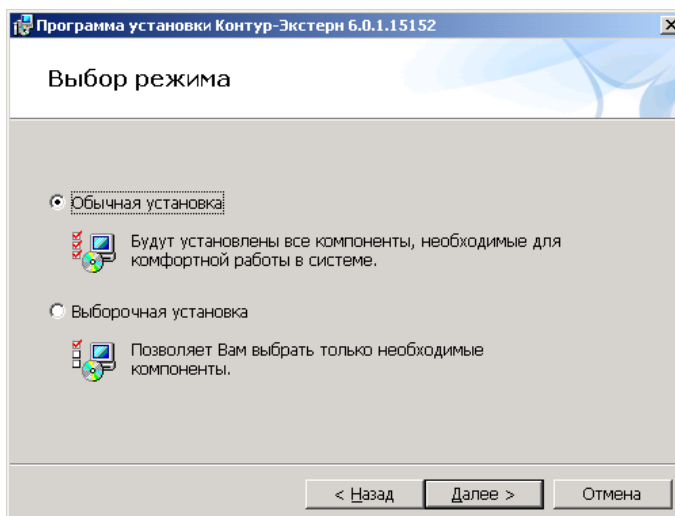 Программа установки Контур-Экстерн 6.0.1.15152
Выбор режима
Обычная установка
Будут установлены все компоненты, необходимые для
комфортной работы в системе.
Выборочная установка
Позволяет Вам выбрать только необходимые
компоненты.
< Назад
Далее >
Отмена